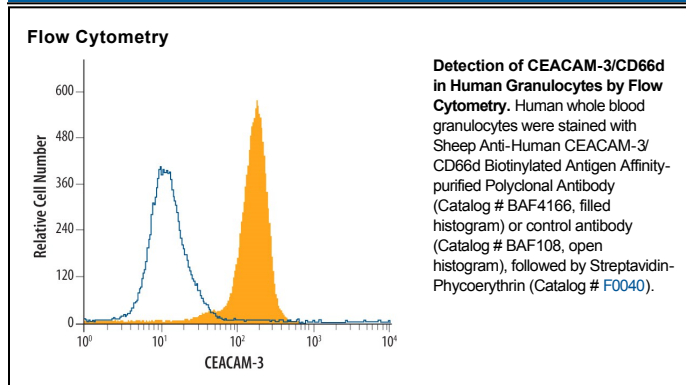 Flow Cytometry
Relative Cell Number
600
480
360
240
120
0
10⁰
10¹
10²
10³
10⁴
CEACAM-3
Detection of CEACAM-3/CD66d
in Human Granulocytes by Flow
Cytometry. Human whole blood
granulocytes were stained with
Sheep Anti-Human CEACAM-3/
CD66d Biotinylated Antigen Affinity-
purified Polyclonal Antibody
(Catalog # BAF4166, filled
histogram) or control antibody
(Catalog # BAF108, open
histogram), followed by Streptavidin-
Phycoerythrin (Catalog # F0040).